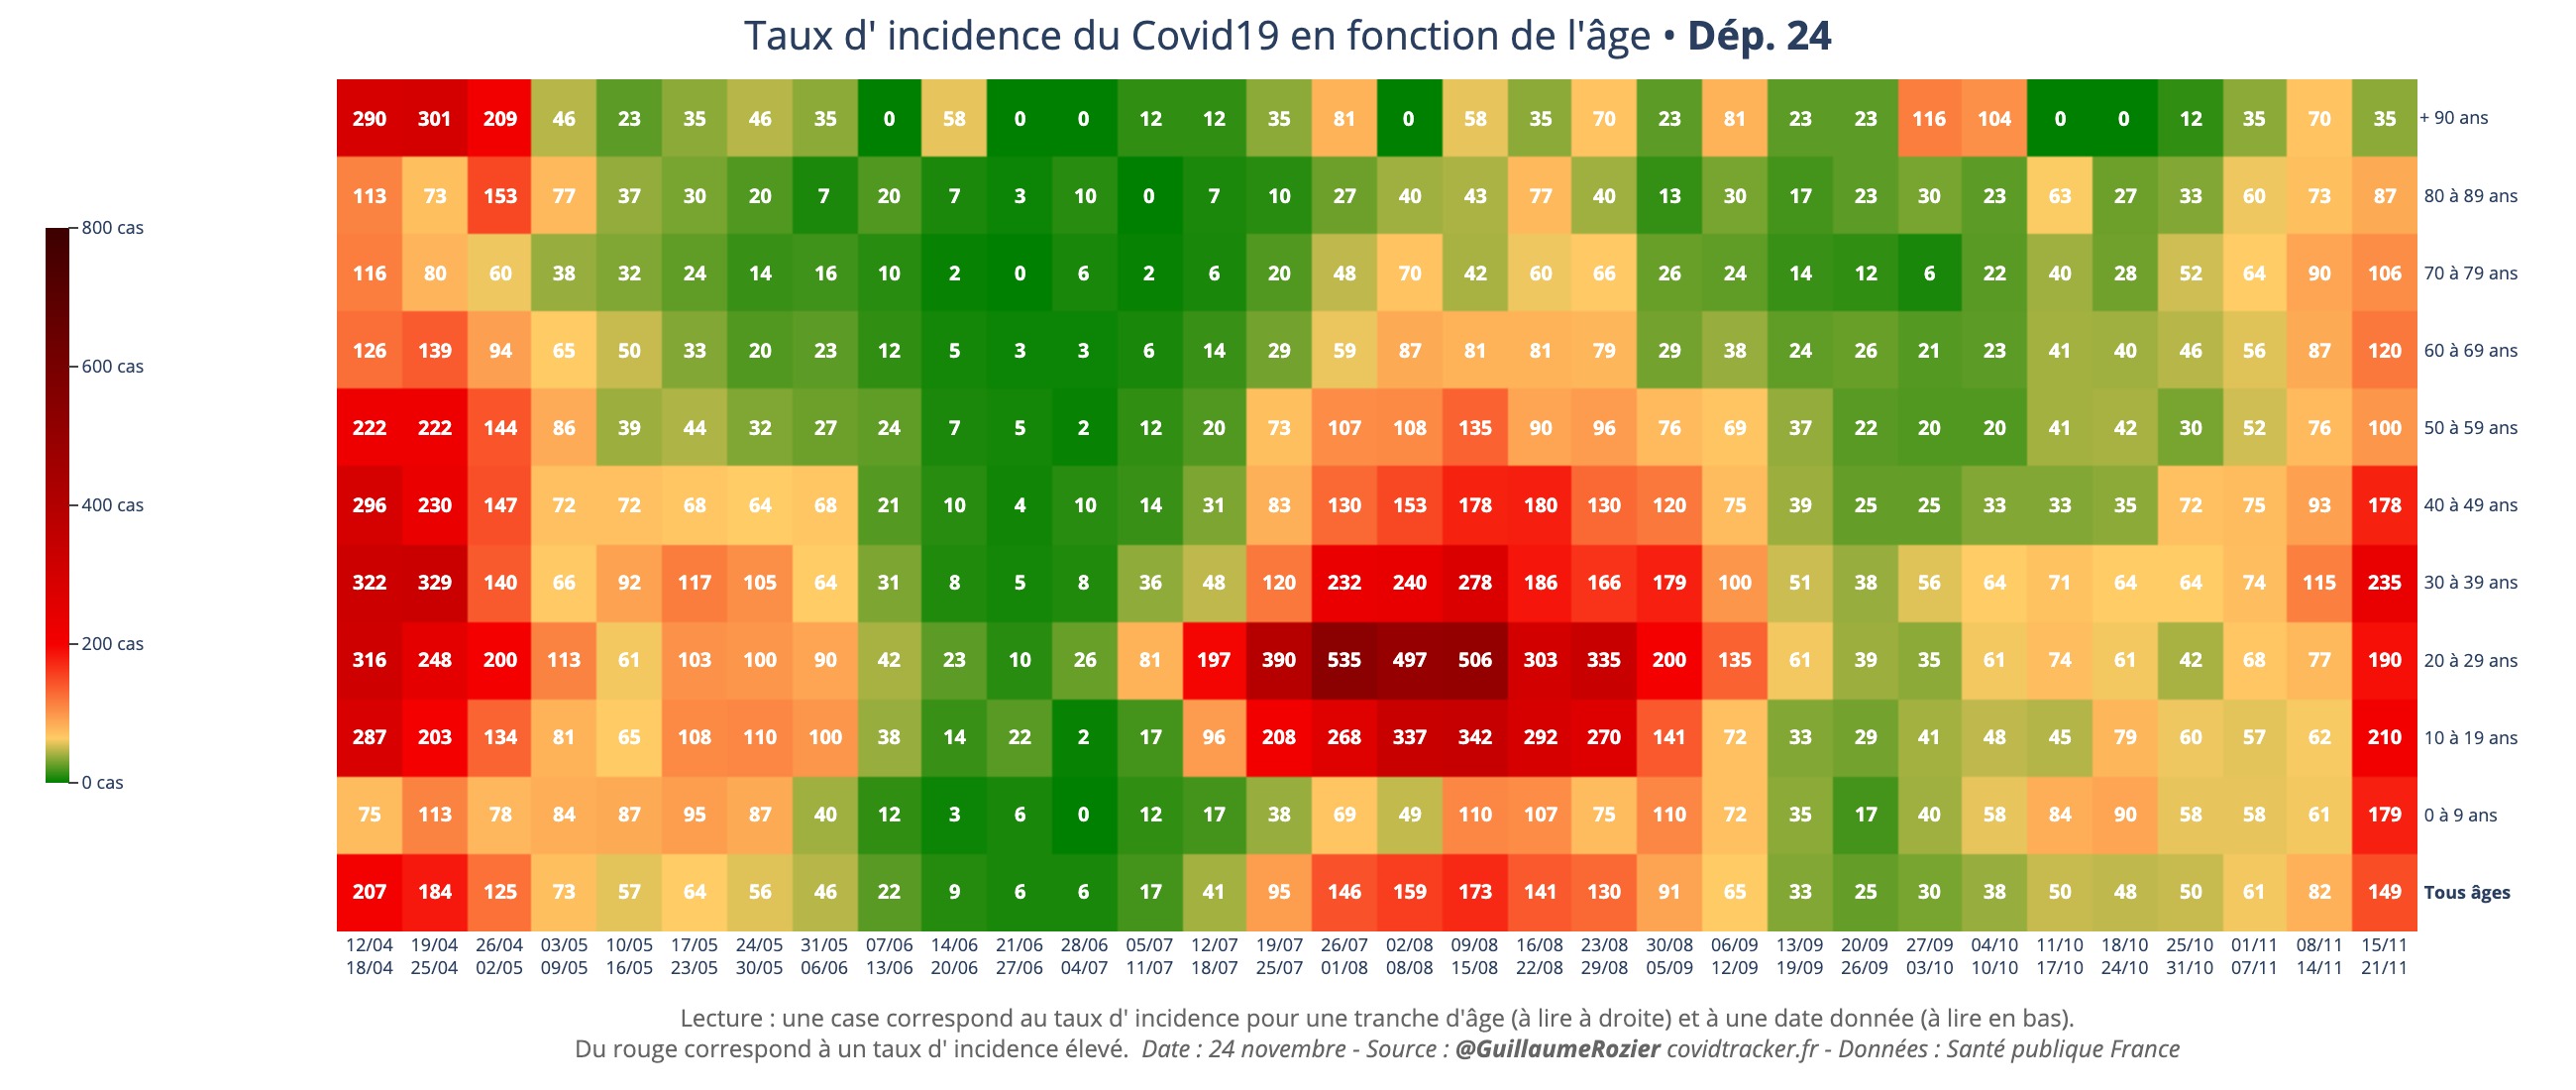 Taux d' incidence du Covid19 en fonction de l'âge • Dép. 24
800 cas
600 cas
400 cas
200 cas
0 cas
290 301 209 46 23 35 46 35 0 58 0 0 12 12 35 81 0 58 35 70 23 81 23 23 116 104 0 0 12 35 70 35 + 90 ans
113 73 153 77 37 30 20 7 20 7 3 10 0 7 10 27 40 43 77 40 13 30 17 23 30 23 63 27 33 60 73 87 80 à 89 ans
116 80 60 38 32 24 14 16 10 2 0 6 2 6 20 48 70 42 60 66 26 24 14 12 6 22 40 28 52 64 90 106 70 à 79 ans
126 139 94 65 50 33 20 23 12 5 3 3 6 14 29 59 87 81 81 79 29 38 24 26 21 23 41 40 46 56 87 120 60 à 69 ans
222 222 144 86 39 44 32 27 24 7 5 2 12 20 73 107 108 135 90 96 76 69 37 22 20 20 41 42 30 52 76 100 50 à 59 ans
296 230 147 72 72 68 64 68 21 10 4 10 14 31 83 130 153 178 180 130 120 75 39 25 25 33 33 35 72 75 93 178 40 à 49 ans
322 329 140 66 92 117 105 64 31 8 5 8 36 48 120 232 240 278 186 166 179 100 51 38 56 64 71 64 64 74 115 235 30 à 39 ans
316 248 200 113 61 103 100 90 42 23 10 26 81 197 390 535 497 506 303 335 200 135 61 39 35 61 74 61 42 68 77 190 20 à 29 ans
287 203 134 81 65 108 110 100 38 14 22 2 17 96 208 268 337 342 292 270 141 72 33 29 41 48 45 79 60 57 62 210 10 à 19 ans
75 113 78 84 87 95 87 40 12 3 6 0 12 17 38 69 49 110 107 75 110 72 35 17 40 58 84 90 58 58 61 179 0 à 9 ans
207 184 125 73 57 64 56 46 22 9 6 6 17 41 95 146 159 173 141 130 91 65 33 25 30 38 50 48 50 61 82 149 Tous âges
12/04 19/04 26/04 03/05 10/05 17/05 24/05 31/05 07/06 14/06 21/06 28/06 05/07 12/07 19/07 26/07 02/08 09/08 16/08 23/08 30/08 06/09 13/09 20/09 27/09 04/10 11/10 18/10 25/10 01/11 08/11 15/11
18/04 25/04 02/05 09/05 16/05 23/05 30/05 06/06 13/06 20/06 27/06 04/07 11/07 18/07 25/07 01/08 08/08 15/08 22/08 29/08 05/09 12/09 19/09 26/09 03/10 10/10 17/10 24/10 31/10 07/11 14/11 21/11
Lecture : une case correspond au taux d' incidence pour une tranche d'âge (à lire à droite) et à une date donnée (à lire en bas).
Du rouge correspond à un taux d' incidence élevé. Date : 24 novembre - Source : @GuillaumeRozier covidtracker.fr - Données : Santé publique France